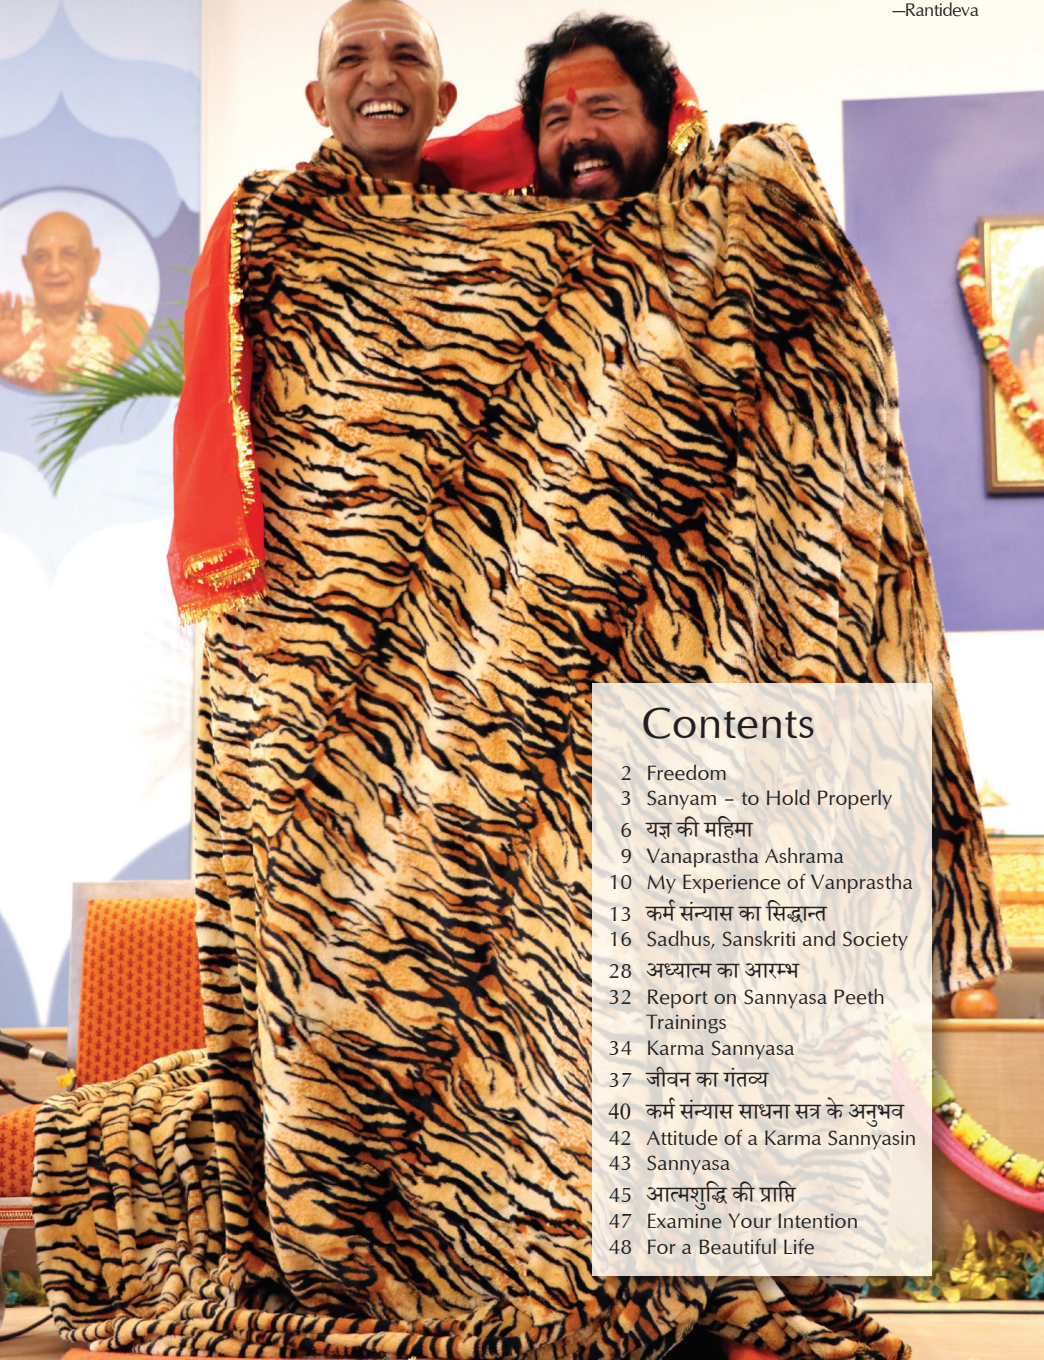 —Rantideva
Contents
2 Freedom
3 Sanyam – to Hold Properly
6 यज्ञ की महिमा
9 Vanaprastha Ashrama
10 My Experience of Vanprastha
13 कर्म संन्यास का सिद्धान्त
16 Sadhus, Sanskriti and Society
28 अध्यात्म का आरम्भ
32 Report on Sannyasa Peeth
Trainings
34 Karma Sannyasa
37 जीवन का गंतव्य
40 कर्म संन्यास साधना सत्र के अनुभव
42 Attitude of a Karma Sannyasin
43 Sannyasa
45 आत्मशुद्धि की प्राप्ति
47 Examine Your Intention
48 For a Beautiful Life